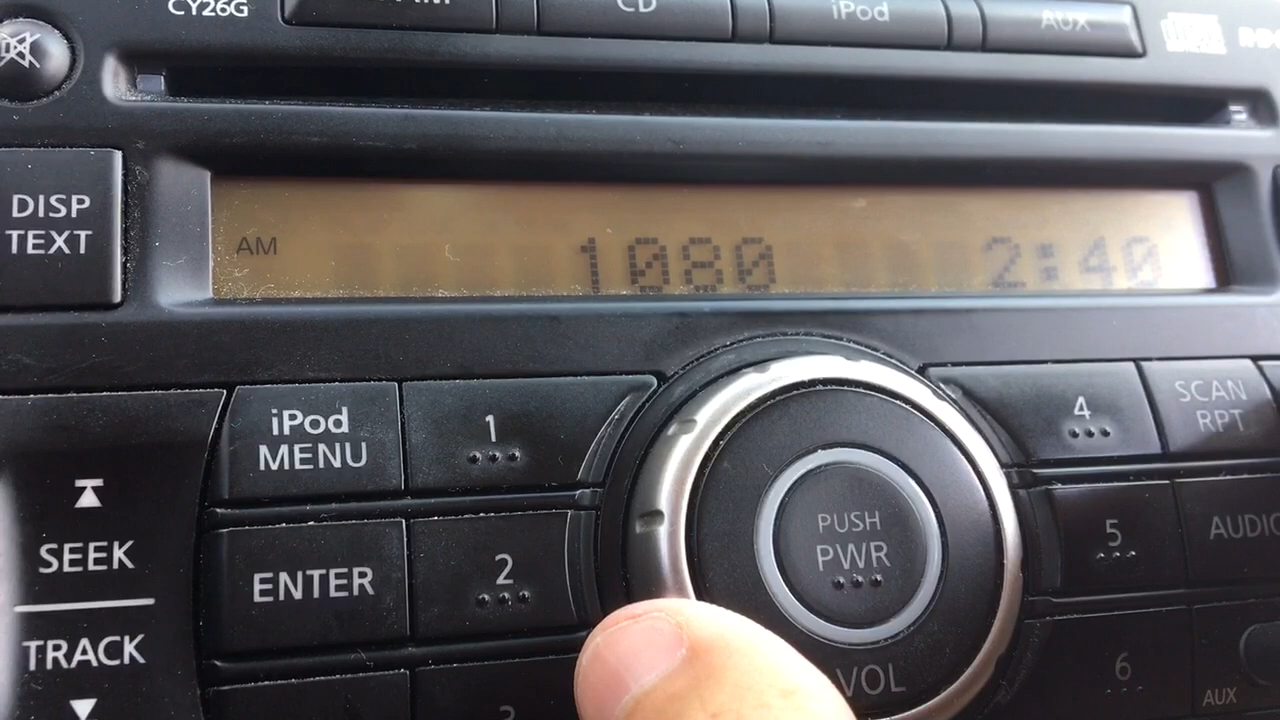 CY26G
CD
iPod
AUX
DISP
TEXT
AM
1080
2:40
iPod
MENU
1
4
SCAN
RPT
SEEK
ENTER
2
PUSH
PWR
5
AUDIO
TRACK
VOL
6
AUX
3